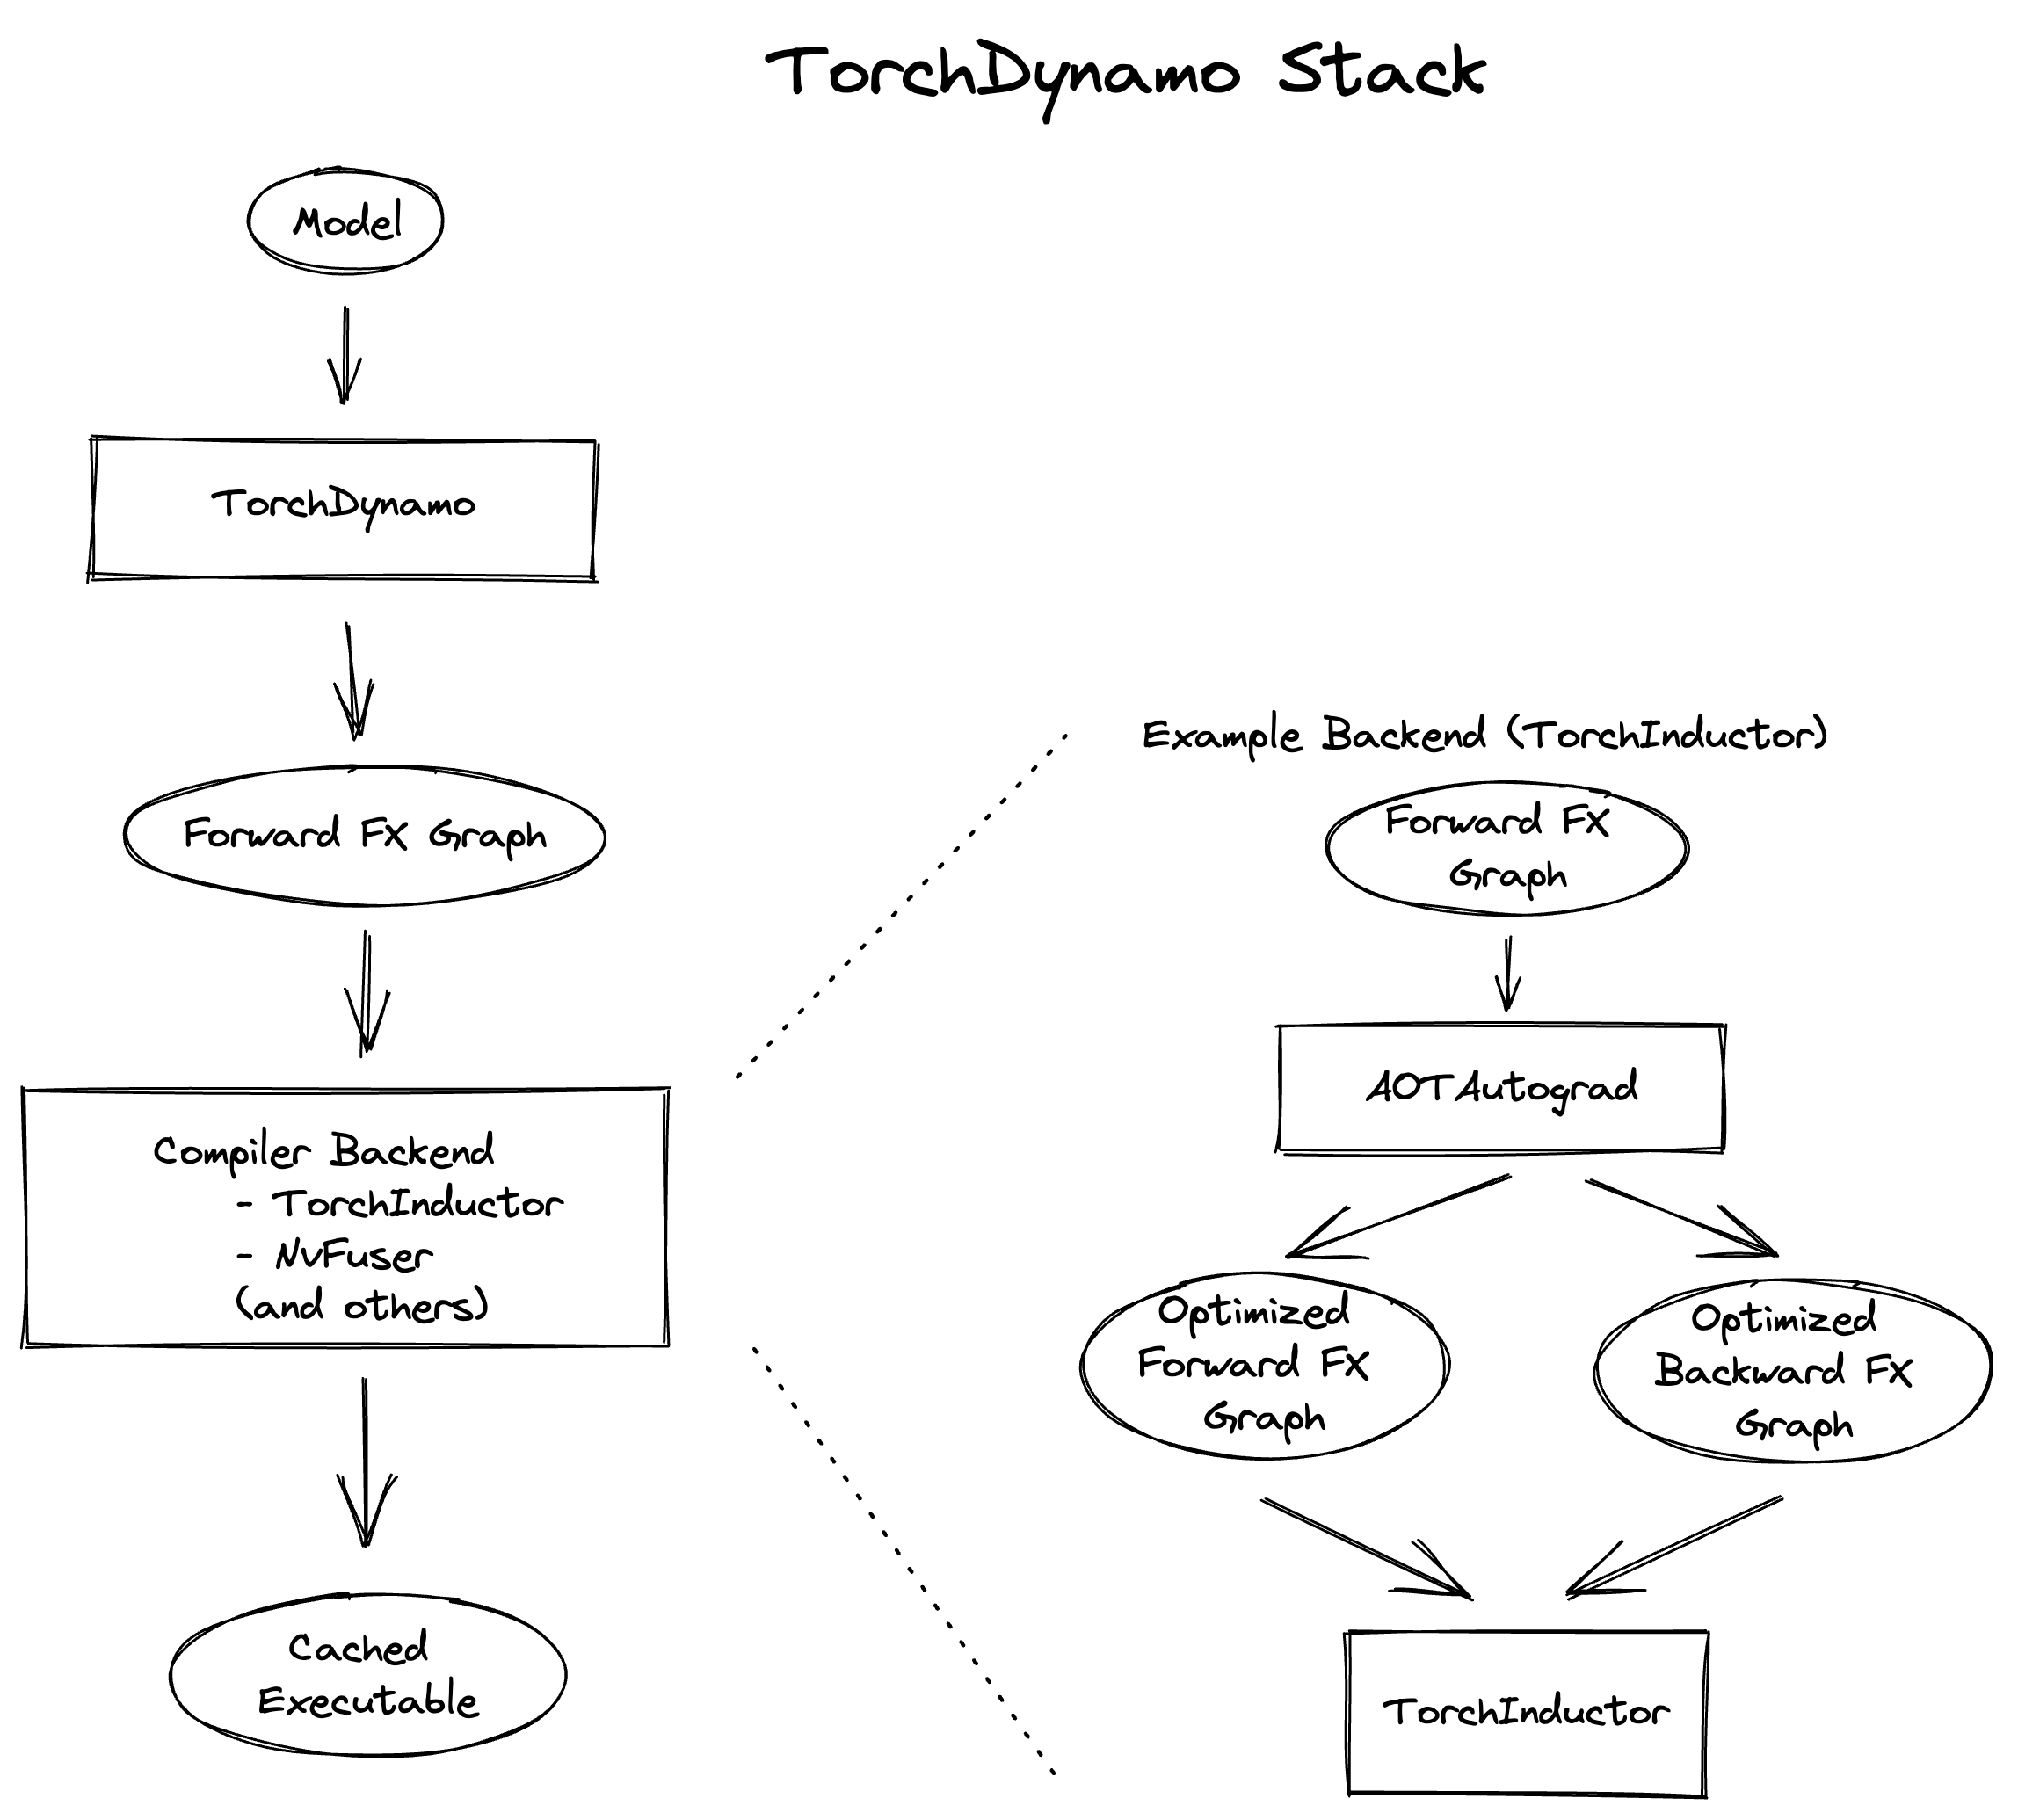 TorchDynamo Stack
Model
TorchDynamo
Forward FX Graph
Compiler Backend
- TorchInductor
- NvFuser
(and others)
Cached
Executable
Example Backend (TorchInductor)
Forward FX
Graph
AOTAutograd
Optimized
Forward FX
Graph
Optimized
Backward FX
Graph
TorchInductor